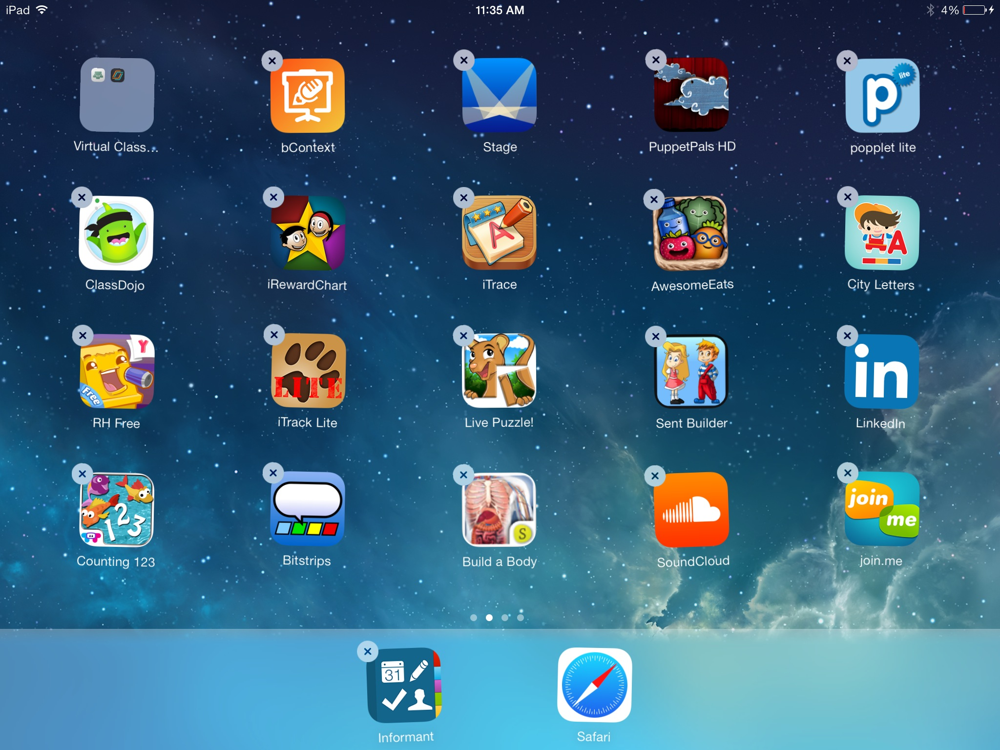 iPad 11:35 AM 4%
lite
p
Virtual Class... bContext Stage PuppetPals HD popplet lite
A A
ClassDojo iRewardChart iTrace AwesomeEats City Letters
Y
Free
LITE
in
RH Free iTrack Lite Live Puzzle! Sent Builder LinkedIn
123
S
join
me
Counting 123 Bitstrips Build a Body SoundCloud join.me
31
Informant Safari